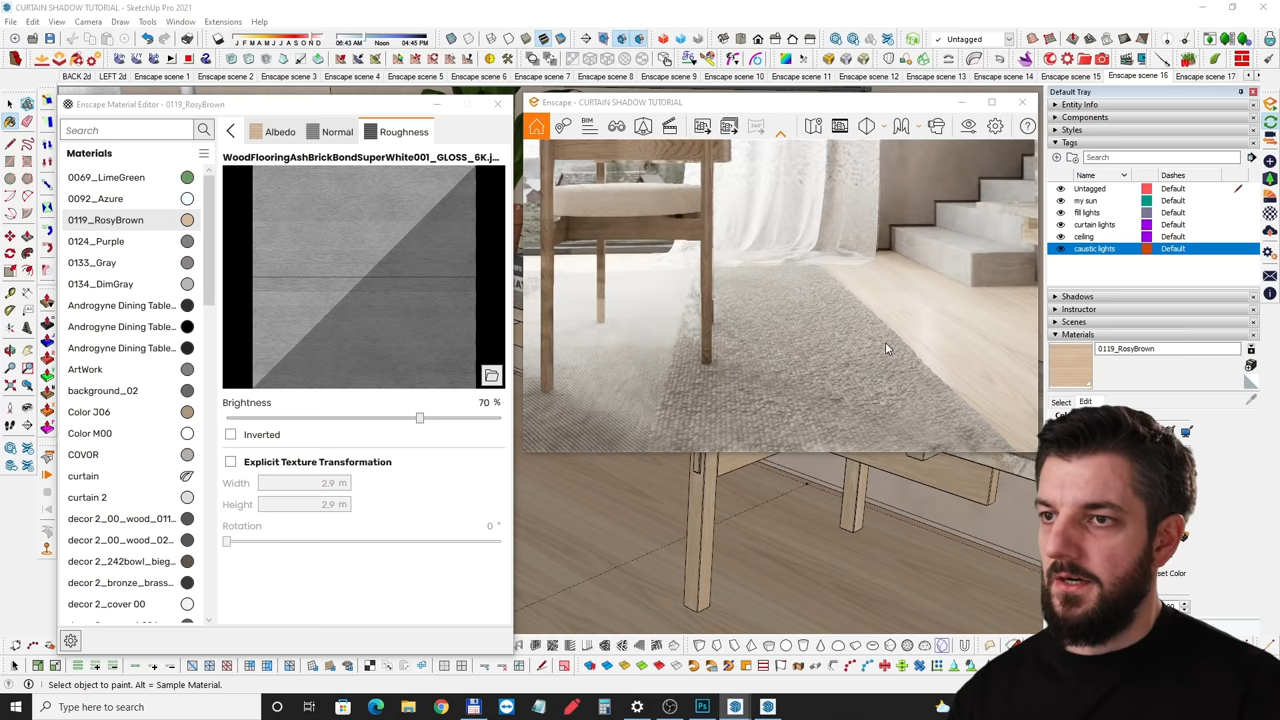 CURTAIN SHADOW TUTORIAL - SketchUp Pro 2021
File Edit View Camera Draw Tools Window Extensions Help
J F M A M J J A S O N D
06:43 AM Noon 04:45 PM
Untagged
BACK 2d LEFT 2d Enscape scene 1 Enscape scene 2 Enscape scene 3 Enscape scene 4 Enscape scene 5 Enscape scene 6 Enscape scene 7 Enscape scene 8 Enscape scene 9 Enscape scene 10 Enscape scene 11 Enscape scene 12 Enscape scene 13 Enscape scene 14 Enscape scene 15 Enscape scene 16 Enscape scene 17
Enscape Material Editor - 0119_RosyBrown
Search
Materials
0069_LimeGreen
0092_Azure
0119_RosyBrown
0124_Purple
0133_Gray
0134_DimGray
Androgyne Dining Table...
Androgyne Dining Table...
Androgyne Dining Table...
ArtWork
background_02
Color J06
Color M00
COVOR
curtain
curtain 2
decor 2_00_wood_011...
decor 2_00_wood_02...
decor 2_242bowl_bieg...
decor 2_bronze_brass...
decor 2_cover 00
Albedo Normal Roughness
WoodFlooringAshBrickBondSuperWhite001_GLOSS_6K.j...
Brightness 70 %
Inverted
Explicit Texture Transformation
Width 2.9 m
Height 2.9 m
Rotation 0 °
Enscape - CURTAIN SHADOW TUTORIAL
BIM
Default Tray
Entity Info
Components
Styles
Tags
Search
Name Dashes
Untagged Default
my sun Default
fill lights Default
curtain lights Default
ceiling Default
caustic lights Default
Shadows
Instructor
Scenes
Materials
0119_RosyBrown
Select Edit
Select object to paint. Alt = Sample Material.
Type here to search
Ps